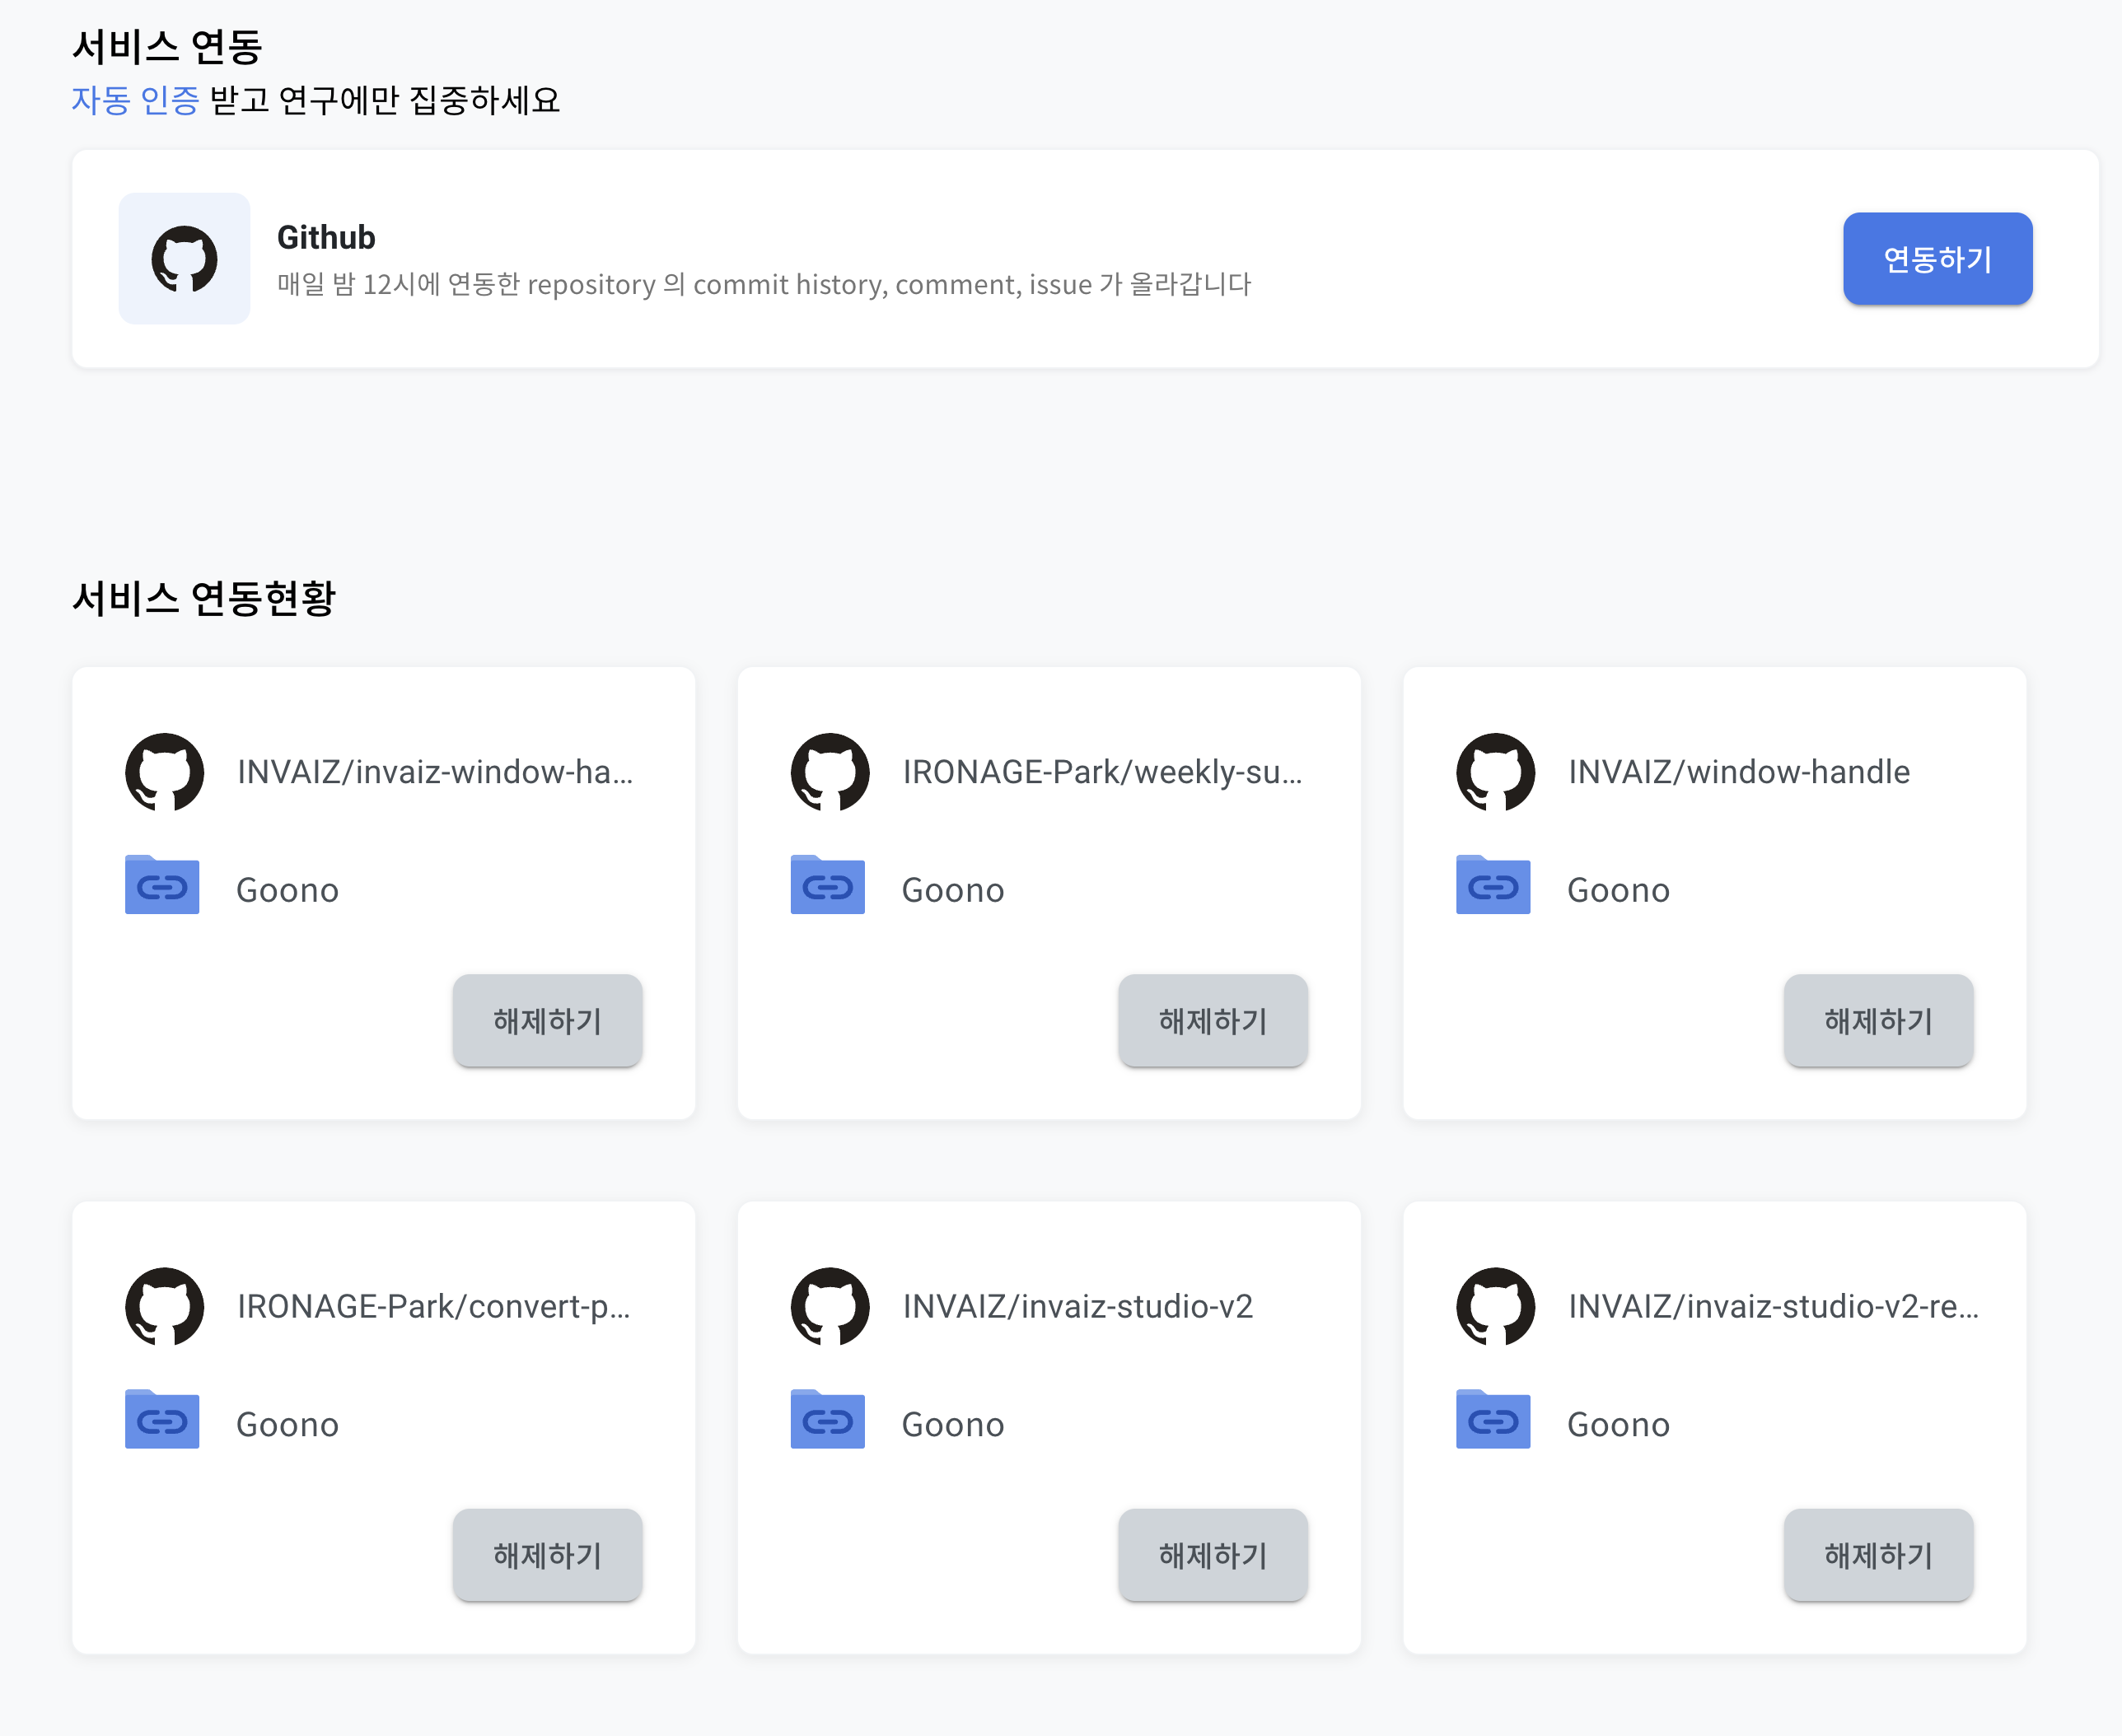 서비스 연동
자동 인증 받고 연구에만 집중하세요
Github
매일 밤 12시에 연동한 repository 의 commit history, comment, issue 가 올라갑니다
연동하기
서비스 연동현황
INVAIZ/invaiz-window-ha...
Goono
해제하기
IRONAGE-Park/weekly-su...
Goono
해제하기
INVAIZ/window-handle
Goono
해제하기
IRONAGE-Park/convert-p...
Goono
해제하기
INVAIZ/invaiz-studio-v2
Goono
해제하기
INVAIZ/invaiz-studio-v2-re...
Goono
해제하기